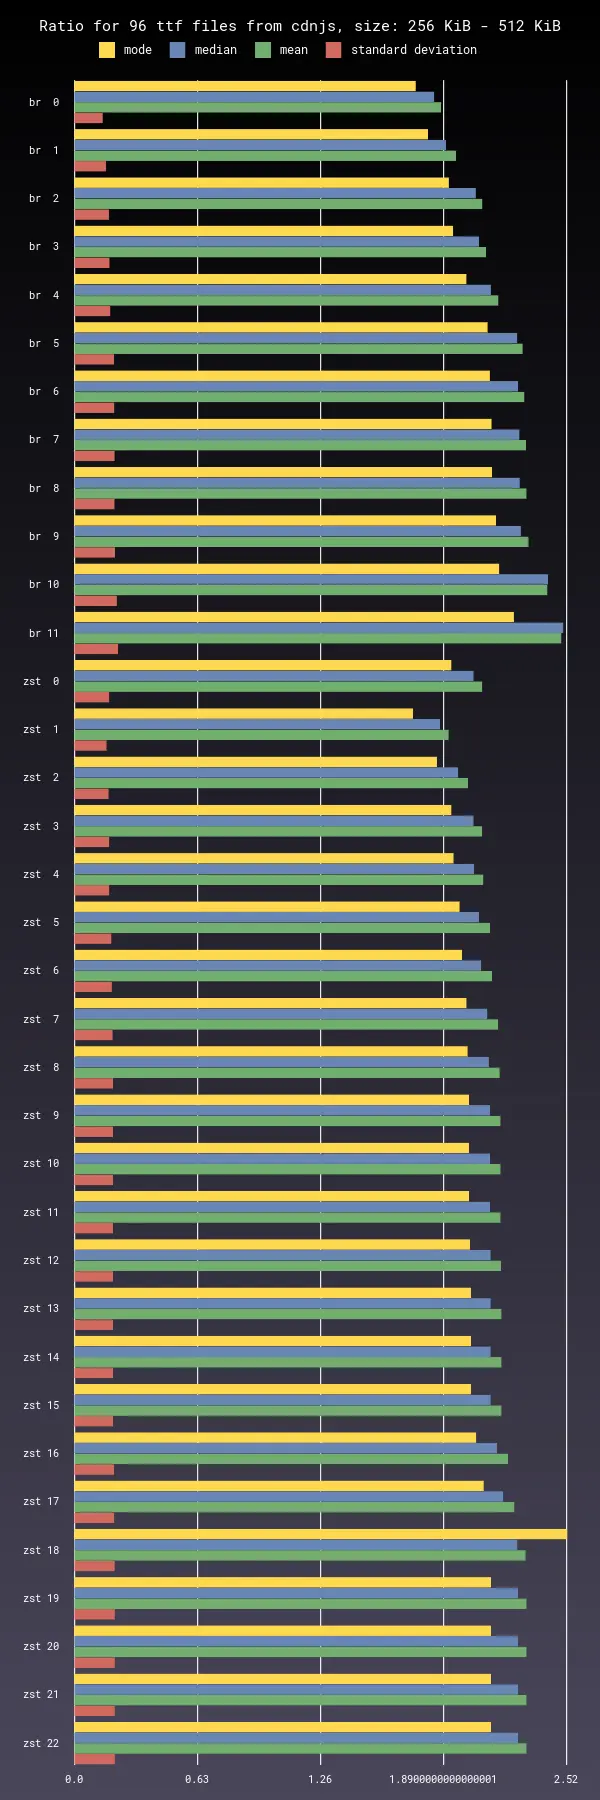 Ratio for 96 ttf files from cdnjs, size: 256 KiB - 512 KiB
mode median mean standard deviation
br 0
br 1
br 2
br 3
br 4
br 5
br 6
br 7
br 8
br 9
br 10
br 11
zst 0
zst 1
zst 2
zst 3
zst 4
zst 5
zst 6
zst 7
zst 8
zst 9
zst 10
zst 11
zst 12
zst 13
zst 14
zst 15
zst 16
zst 17
zst 18
zst 19
zst 20
zst 21
zst 22
0.0 0.63 1.26 1.8900000000000001 2.52